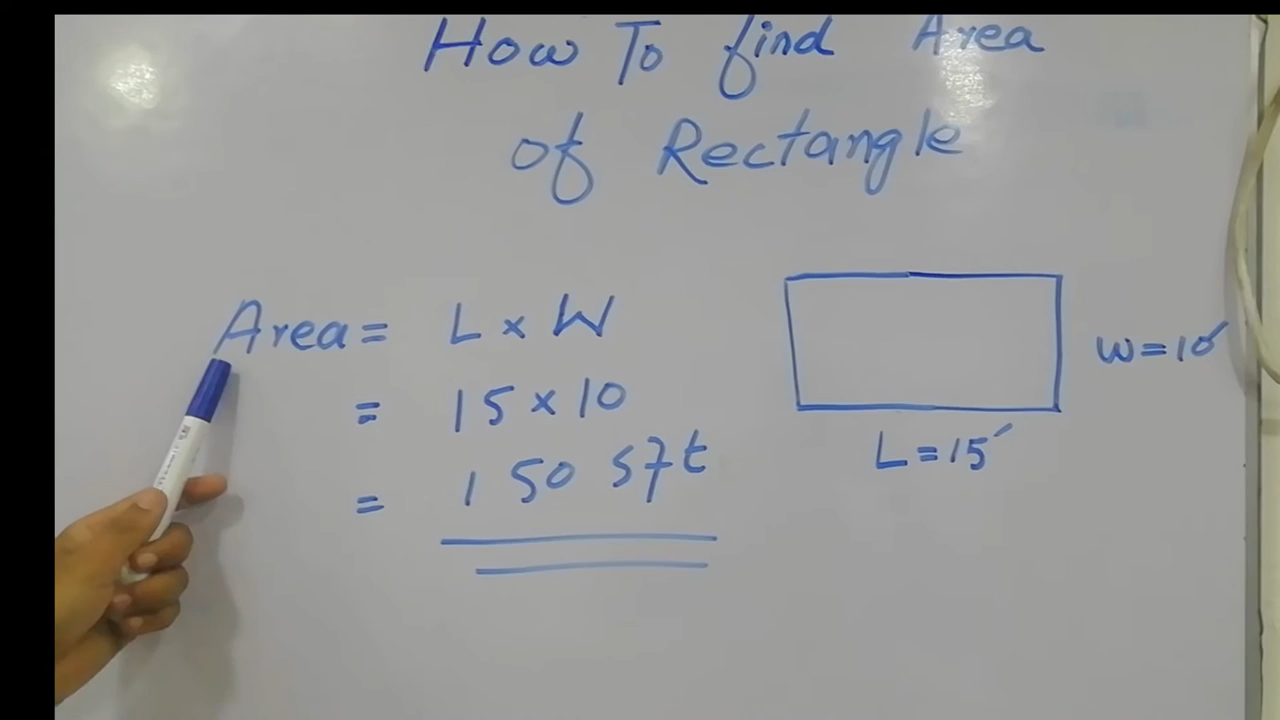 How To find Area
of Rectangle
Area = L x W
= 15 x 10
= 150 sft
W = 10'
L = 15'